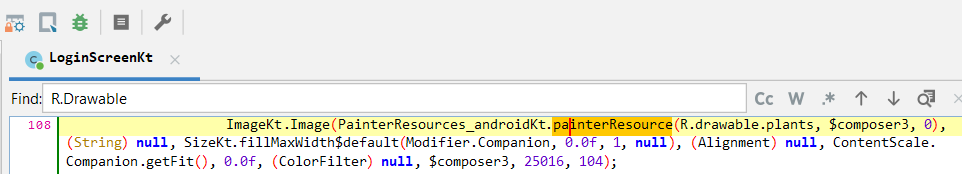 LoginScreenKt
Find: R.Drawable Cc W .*
108 ImageKt.Image(PainterResources_androidKt.painterResource(R.drawable.plants, $composer3, 0),
(String) null, SizeKt.fillMaxWidth$default(Modifier.Companion, 0.0f, 1, null), (Alignment) null, ContentScale.
Companion.getFit(), 0.0f, (ColorFilter) null, $composer3, 25016, 104);